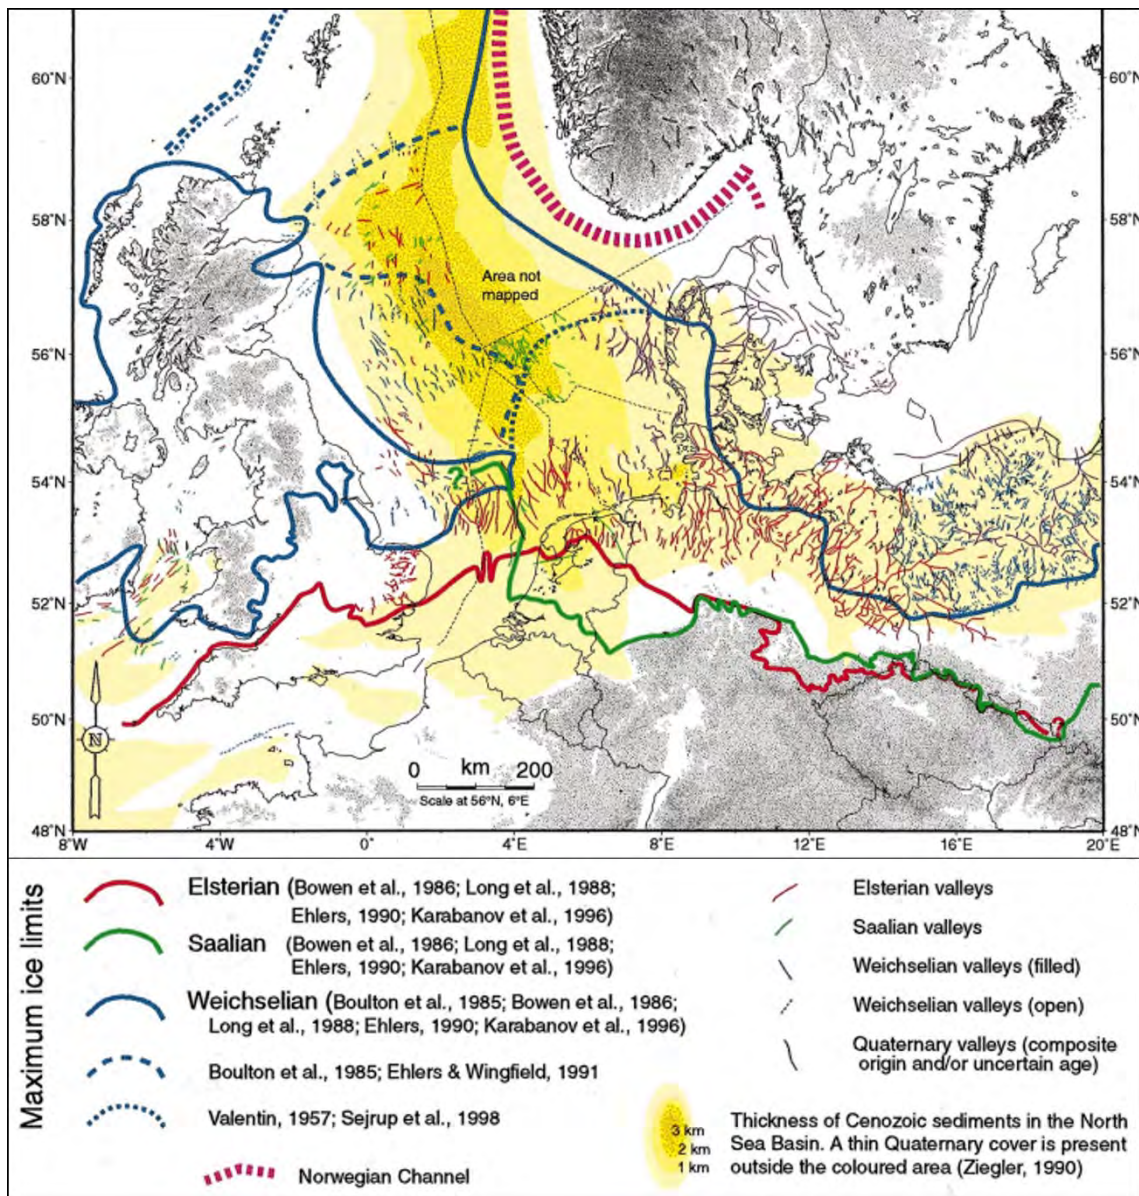 60°N
60°N
58°N
58°N
Area not
mapped
56°N
56°N
?
54°N
54°N
52°N
52°N
50°N
50°N
N
0 km 200
Scale at 56°N, 6°E
48°N
48°N
8°W 4°W 0° 4°E 8°E 12°E 16°E 20°E
Maximum ice limits
Elsterian (Bowen et al., 1986; Long et al., 1988;
Ehlers, 1990; Karabanov et al., 1996)
Saalian (Bowen et al., 1986; Long et al., 1988;
Ehlers, 1990; Karabanov et al., 1996)
Weichselian (Boulton et al., 1985; Bowen et al., 1986;
Long et al., 1988; Ehlers, 1990; Karabanov et al., 1996)
Boulton et al., 1985; Ehlers & Wingfield, 1991
Valentin, 1957; Sejrup et al., 1998
Norwegian Channel
Elsterian valleys
Saalian valleys
Weichselian valleys (filled)
Weichselian valleys (open)
Quaternary valleys (composite
origin and/or uncertain age)
3 km
2 km
1 km
Thickness of Cenozoic sediments in the North
Sea Basin. A thin Quaternary cover is present
outside the coloured area (Ziegler, 1990)